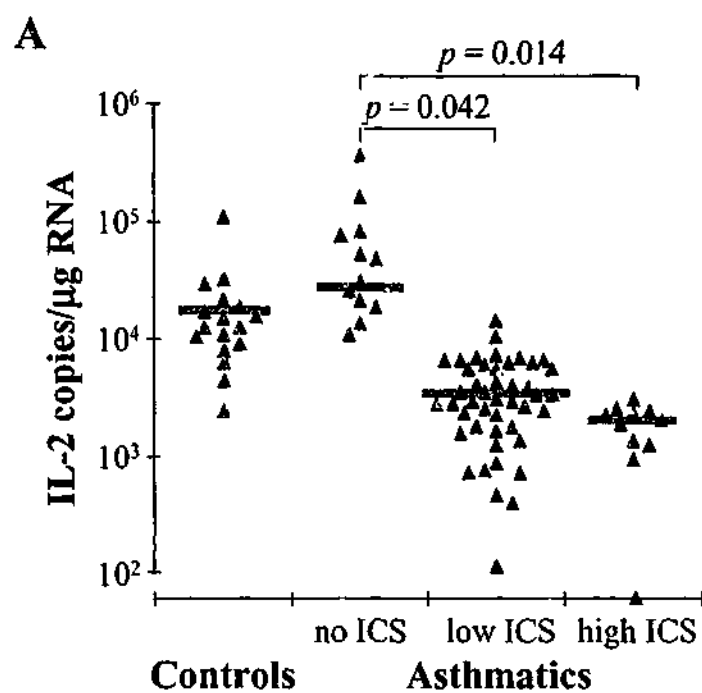 A
p = 0.014
p = 0.042
10⁶
10⁵
10⁴
10³
10²
IL-2 copies/µg RNA
no ICS low ICS high ICS
Controls Asthmatics